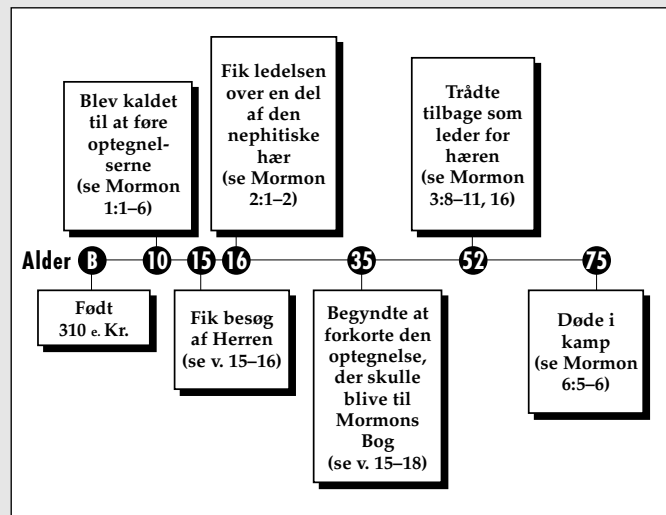 Blev kaldet
til at føre
optegnel-
serne
(se Mormon
1:1–6)
Fik ledelsen
over en del
af den
nephitiske
hær
(se Mormon
2:1–2)
Trådte
tilbage som
leder for
hæren
(se Mormon
3:8–11, 16)
Alder B 10 15 16 35 52 75
Født
310 e. Kr.
Fik besøg
af Herren
(se v. 15–16)
Begyndte at
forkorte den
optegnelse,
der skulle
blive til
Mormons
Bog
(se v. 15–18)
Døde i
kamp
(se Mormon
6:5–6)